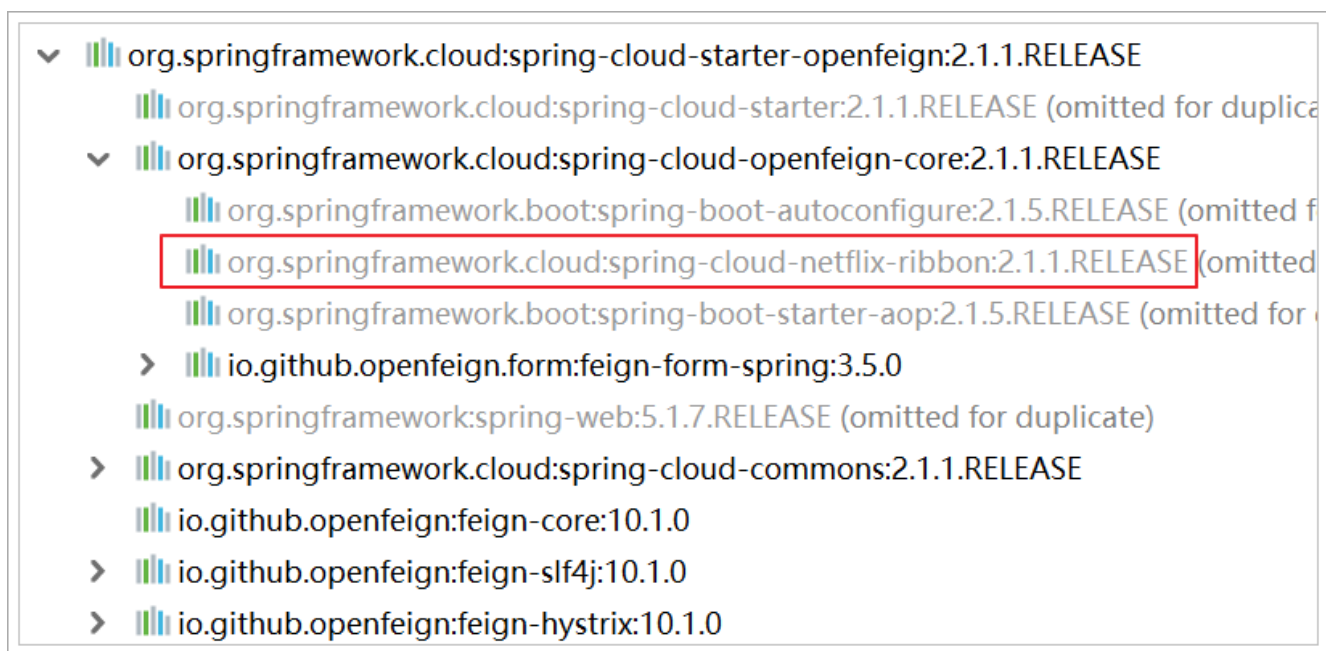 org.springframework.cloud:spring-cloud-starter-openfeign:2.1.1.RELEASE
org.springframework.cloud:spring-cloud-starter:2.1.1.RELEASE (omitted for duplica
org.springframework.cloud:spring-cloud-openfeign-core:2.1.1.RELEASE
org.springframework.boot:spring-boot-autoconfigure:2.1.5.RELEASE (omitted f
org.springframework.cloud:spring-cloud-netflix-ribbon:2.1.1.RELEASE (omitted
org.springframework.boot:spring-boot-starter-aop:2.1.5.RELEASE (omitted for
io.github.openfeign.form:feign-form-spring:3.5.0
org.springframework:spring-web:5.1.7.RELEASE (omitted for duplicate)
org.springframework.cloud:spring-cloud-commons:2.1.1.RELEASE
io.github.openfeign:feign-core:10.1.0
io.github.openfeign:feign-slf4j:10.1.0
io.github.openfeign:feign-hystrix:10.1.0